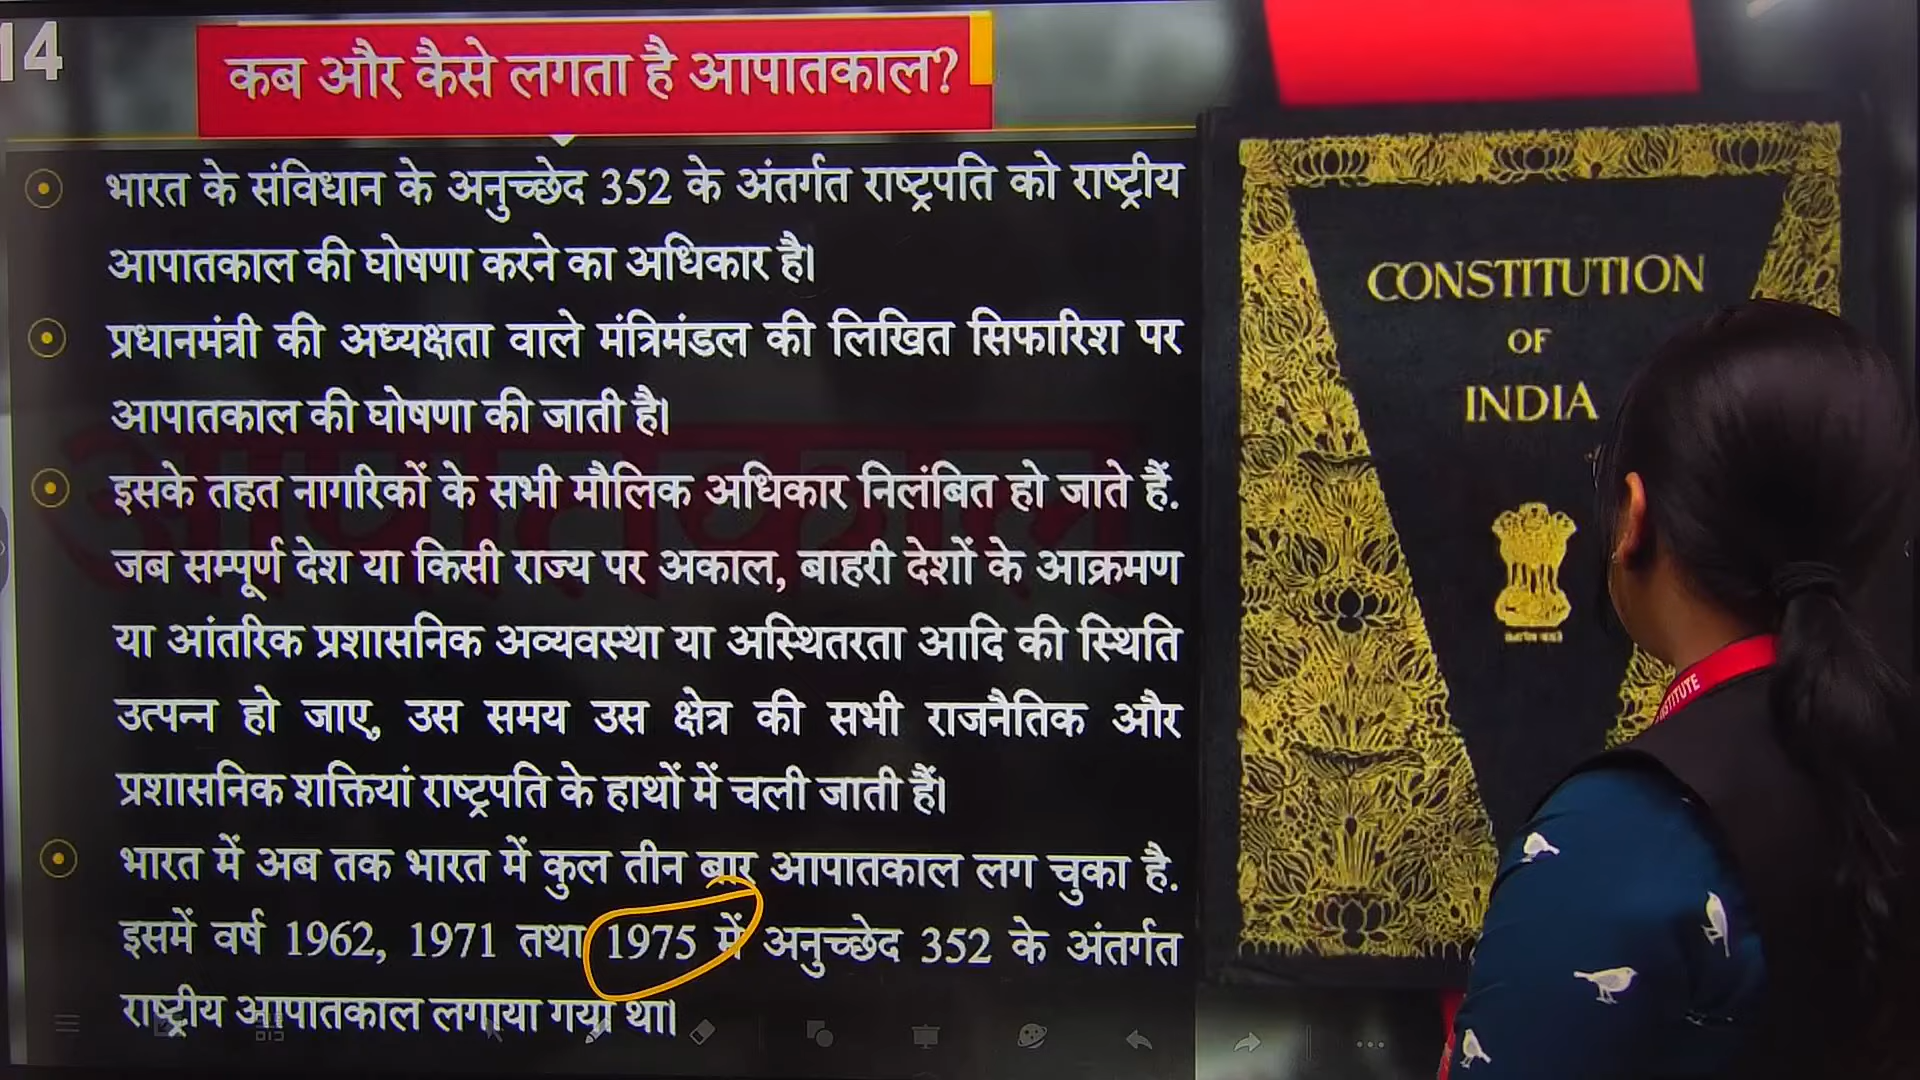 14
कब और कैसे लगता है आपातकाल?
भारत के संविधान के अनुच्छेद 352 के अंतर्गत राष्ट्रपति को राष्ट्रीय
आपातकाल की घोषणा करने का अधिकार है।
प्रधानमंत्री की अध्यक्षता वाले मंत्रिमंडल की लिखित सिफारिश पर
आपातकाल की घोषणा की जाती है।
इसके तहत नागरिकों के सभी मौलिक अधिकार निलंबित हो जाते हैं.
जब सम्पूर्ण देश या किसी राज्य पर अकाल, बाहरी देशों के आक्रमण
या आंतरिक प्रशासनिक अव्यवस्था या अस्थितरता आदि की स्थिति
उत्पन्न हो जाए, उस समय उस क्षेत्र की सभी राजनैतिक और
प्रशासनिक शक्तियां राष्ट्रपति के हाथों में चली जाती हैं।
भारत में अब तक भारत में कुल तीन बार आपातकाल लग चुका है.
इसमें वर्ष 1962, 1971 तथा 1975 में अनुच्छेद 352 के अंतर्गत
राष्ट्रीय आपातकाल लगाया गया था।
आपातकाल
CONSTITUTION
OF
INDIA